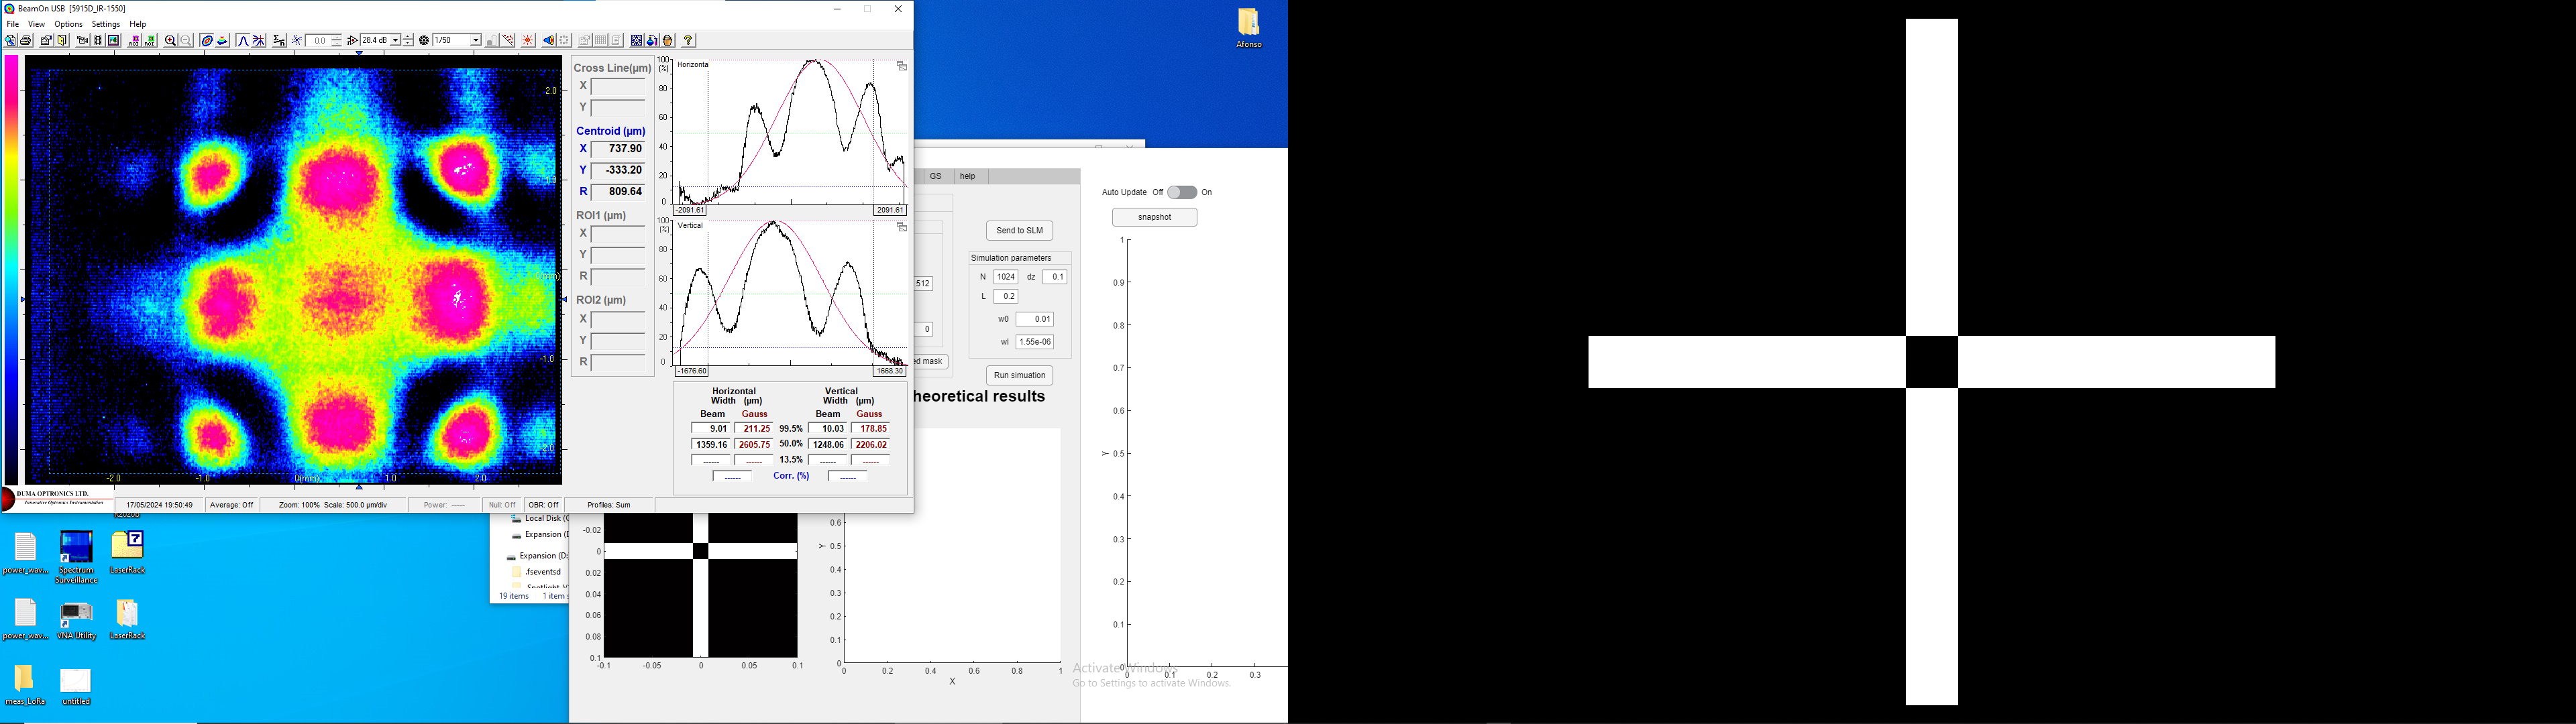 BeamOn USB [5915D_IR-1550]
File View Options Settings Help
0.0 28.4 dB 1/50
2.0
-1.0
-2.0 -1.0 0(mm) 1.0 2.0
Cross Line(µm)
X
Y
Centroid (µm)
X 737.90
Y -333.20
R 809.64
ROI1 (µm)
X
Y
R
ROI2 (µm)
X
Y
R
100
(%)
Horizonta
80
60
40
20
0
-2091.61 2091.61
100
(%)
Vertical
80
60
40
20
0
-1676.60 1668.30
Horizontal Vertical
Width (µm) Width (µm)
Beam Gauss Beam Gauss
9.01 211.25 99.5% 10.03 178.85
1359.16 2605.75 50.0% 1248.06 2206.02
------ ------ 13.5% ------ ------
------ Corr. (%) ------
DUMA OPTRONICS LTD.
Innovative Optics Instrumentation
17/05/2024 19:50:49 Average: Off Zoom: 100% Scale: 500.0 µm/div Power: ----- Null: Off OBR: Off Profiles: Sum
Afonso
GS help
Send to SLM
Simulation parameters
N 1024 dz 0.1
L 0.2
w0 0.01
wl 1.55e-06
512
0
ed mask
Run simuation
heoretical results
Auto Update Off On
snapshot
1
0.9
0.8
0.7
0.6
Y 0.5
0.4
0.3
0.2
0.1
0
0 0.1 0.2 0.3
Local Disk (C
Expansion (D
Expansion (D:
.fseventsd
.Spotlight-V
19 items 1 item s
-0.02
0
0.02
0.04
0.06
0.08
0.1
-0.1 -0.05 0 0.05 0.1
0.6
Y 0.5
0.4
0.3
0.2
0.1
0
0 0.2 0.4 0.6 0.8 1
X
power_wav...
Spectrum
Surveillance
LaserRack
power_wav...
VNA Utility
LaserRack
meas_LoRa
untitled
Activate Windows
Go to Settings to activate Windows.